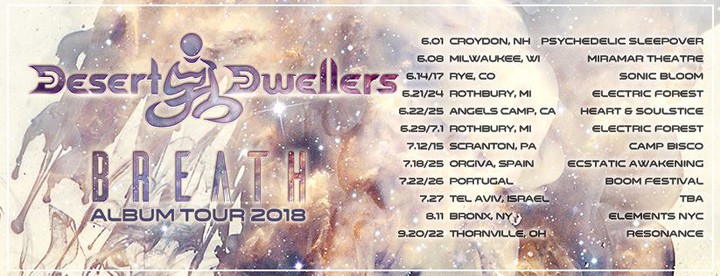 Desert Dwellers
BREATH
ALBUM TOUR 2018
6.01 CROYDON, NH PSYCHEDELIC SLEEPOVER
6.08 MILWAUKEE, WI MIRAMAR THEATRE
6.14/17 RYE, CO SONIC BLOOM
6.21/24 ROTHBURY, MI ELECTRIC FOREST
6.22/25 ANGELS CAMP, CA HEART & SOULSTICE
6.29/7.1 ROTHBURY, MI ELECTRIC FOREST
7.12/15 SCRANTON, PA CAMP BISCO
7.18/25 ORGIVA, SPAIN ECSTATIC AWAKENING
7.22/26 PORTUGAL BOOM FESTIVAL
7.27 TEL AVIV, ISRAEL TBA
8.11 BRONX, NY ELEMENTS NYC
9.20/22 THORNVILLE, OH RESONANCE